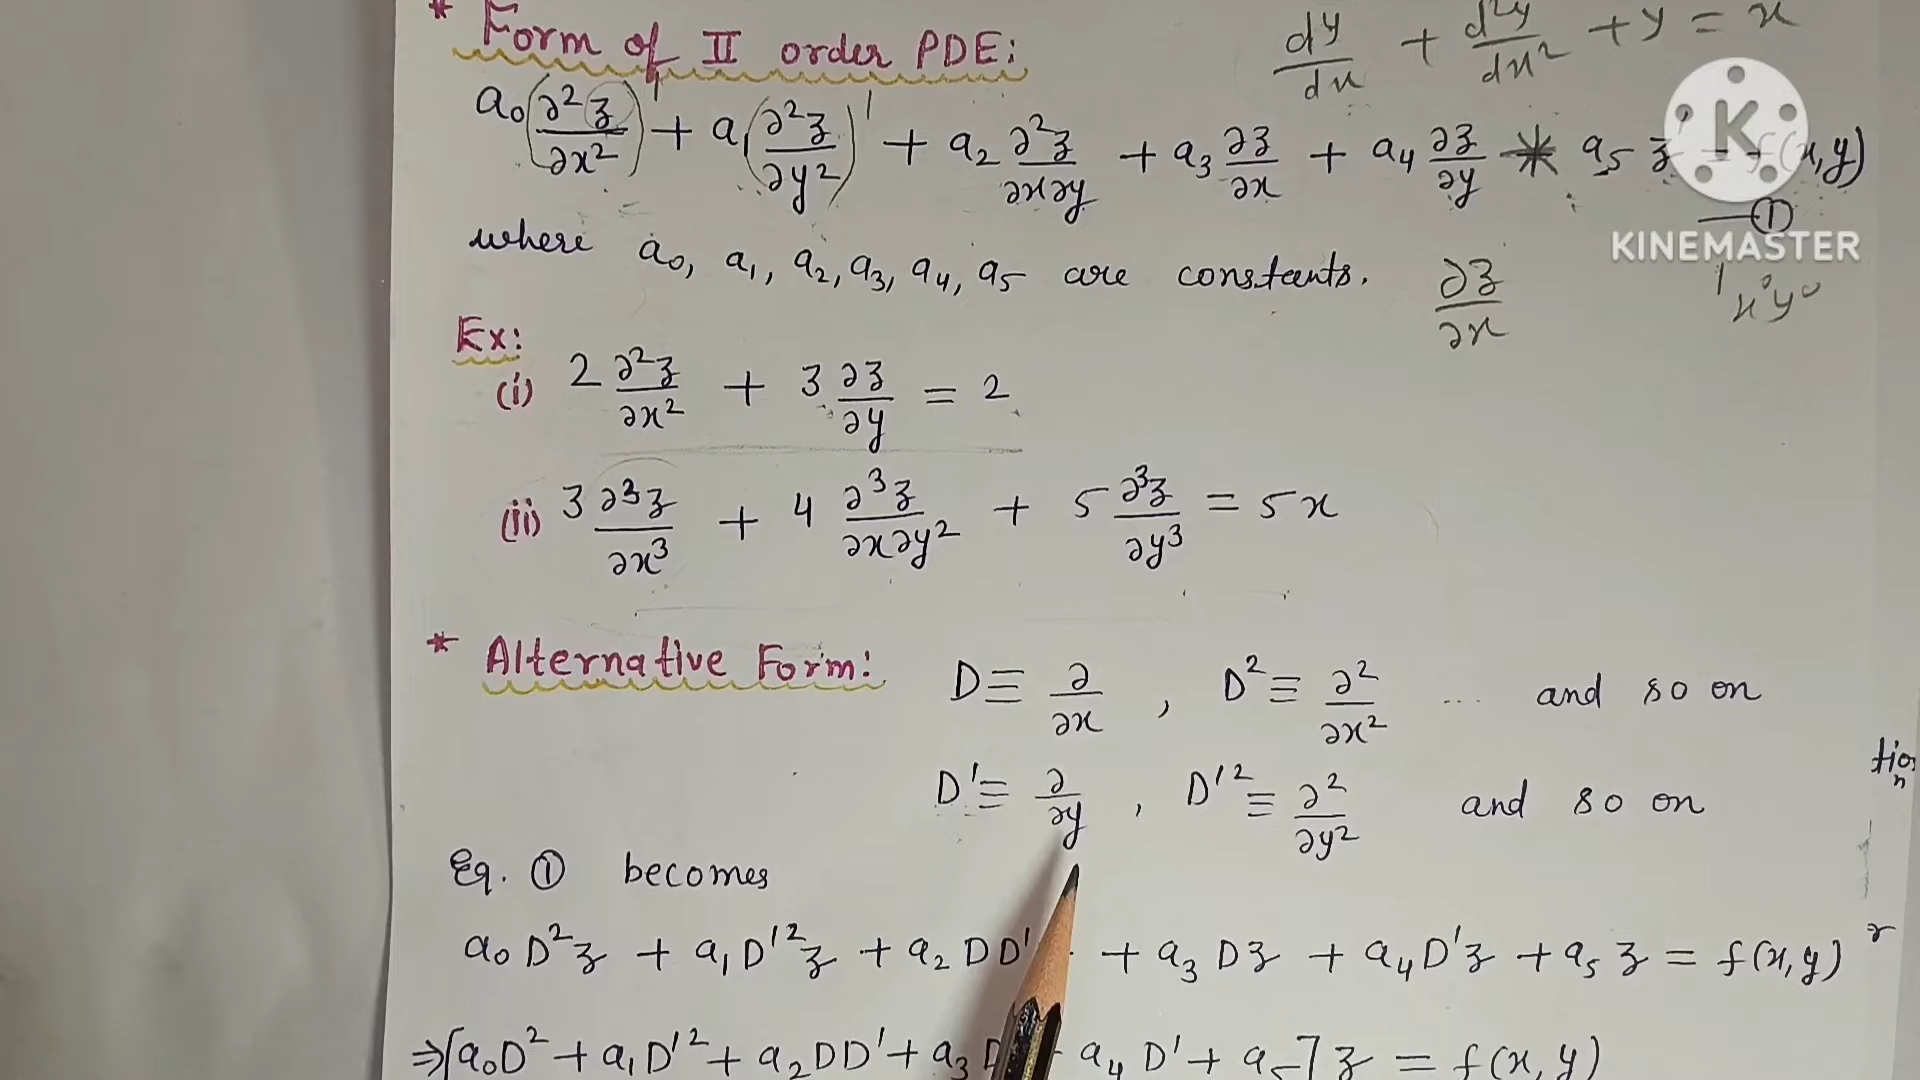 * Form of II order PDE:
dy/dx + d²y/dx² + y = x
a₀(∂²z/∂x²)' + a₁(∂²z/∂y²)' + a₂ ∂²z/∂x∂y + a₃ ∂z/∂x + a₄ ∂z/∂y * a₅ z' (x,y)
①
K
KINEMASTER
where a₀, a₁, a₂, a₃, a₄, a₅ are constants.
∂z/∂x
x⁰y⁰
Ex:
(i) 2 ∂²z/∂x² + 3 ∂z/∂y = 2
(ii) 3 ∂³z/∂x³ + 4 ∂³z/∂x∂y² + 5 ∂³z/∂y³ = 5x
* Alternative Form: D ≡ ∂/∂x , D² ≡ ∂²/∂x² ... and so on
D' ≡ ∂/∂y , D'² ≡ ∂²/∂y² and so on
Eq. ① becomes
a₀D²z + a₁D'²z + a₂DD' + a₃Dz + a₄D'z + a₅z = f(x,y)
⇒ [a₀D² + a₁D'² + a₂DD' + a₃D a₄D' + a₅]z = f(x,y)